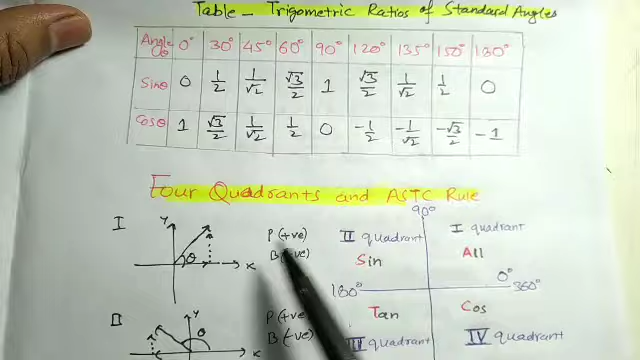 Table - Trigometric Ratios of Standard Angles
Angle θ 0° 30° 45° 60° 90° 120° 135° 150° 180°
Sinθ 0 1/2 1/√2 √3/2 1 √3/2 1/√2 1/2 0
Cosθ 1 √3/2 1/√2 1/2 0 -1/2 -1/√2 -√3/2 -1
Four Quadrants and ASTC Rule
90°
I Y P (+ve) II quadrant I quadrant
θ X B (+ve) Sin All
180° 0° 360°
II Y P (+ve) Tan Cos
θ X B (-ve) III quadrant IV quadrant